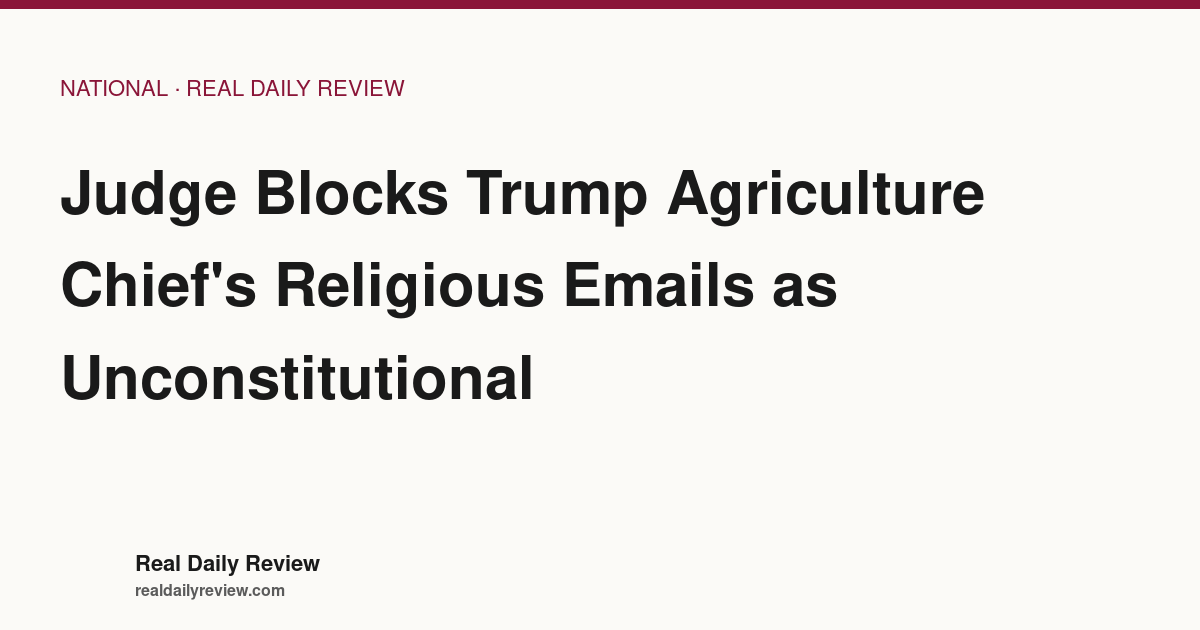 NATIONAL · REAL DAILY REVIEW
Judge Blocks Trump Agriculture
Chief's Religious Emails as
Unconstitutional
Real Daily Review
realdailyreview.com